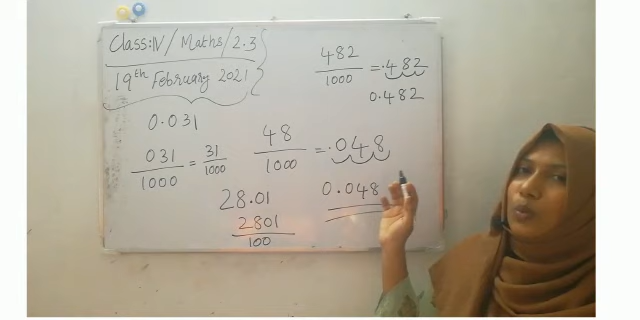 Class:IV/ Maths/2.3
19th February 2021
0.031
031/1000 = 31/1000
28.01
2801/100
482/1000 = .482
0.482
48/1000 = .048
0.048